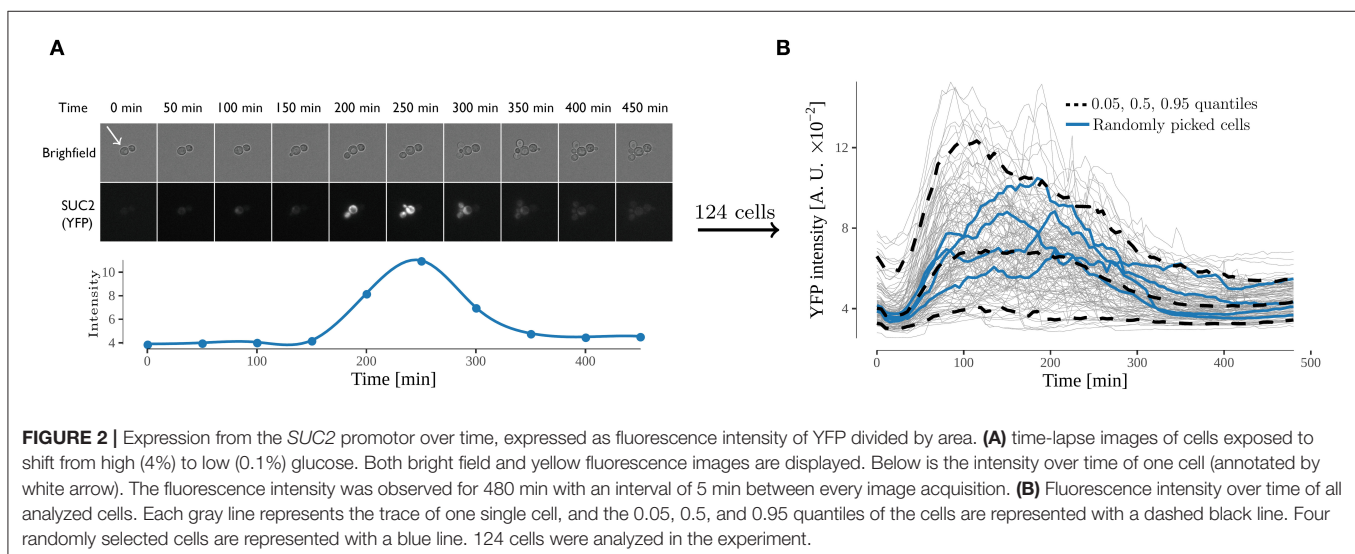 A
Time 0 min 50 min 100 min 150 min 200 min 250 min 300 min 350 min 400 min 450 min
Brighfield
SUC2
(YFP)
Intensity
10
8
6
4
0 200 400
Time [min]
124 cells
B
YFP intensity [A. U. ×10⁻²]
12
8
4
0.05, 0.5, 0.95 quantiles
Randomly picked cells
0 100 200 300 400 500
Time [min]
FIGURE 2 | Expression from the SUC2 promotor over time, expressed as fluorescence intensity of YFP divided by area. (A) time-lapse images of cells exposed to
shift from high (4%) to low (0.1%) glucose. Both bright field and yellow fluorescence images are displayed. Below is the intensity over time of one cell (annotated by
white arrow). The fluorescence intensity was observed for 480 min with an interval of 5 min between every image acquisition. (B) Fluorescence intensity over time of all
analyzed cells. Each gray line represents the trace of one single cell, and the 0.05, 0.5, and 0.95 quantiles of the cells are represented with a dashed black line. Four
randomly selected cells are represented with a blue line. 124 cells were analyzed in the experiment.